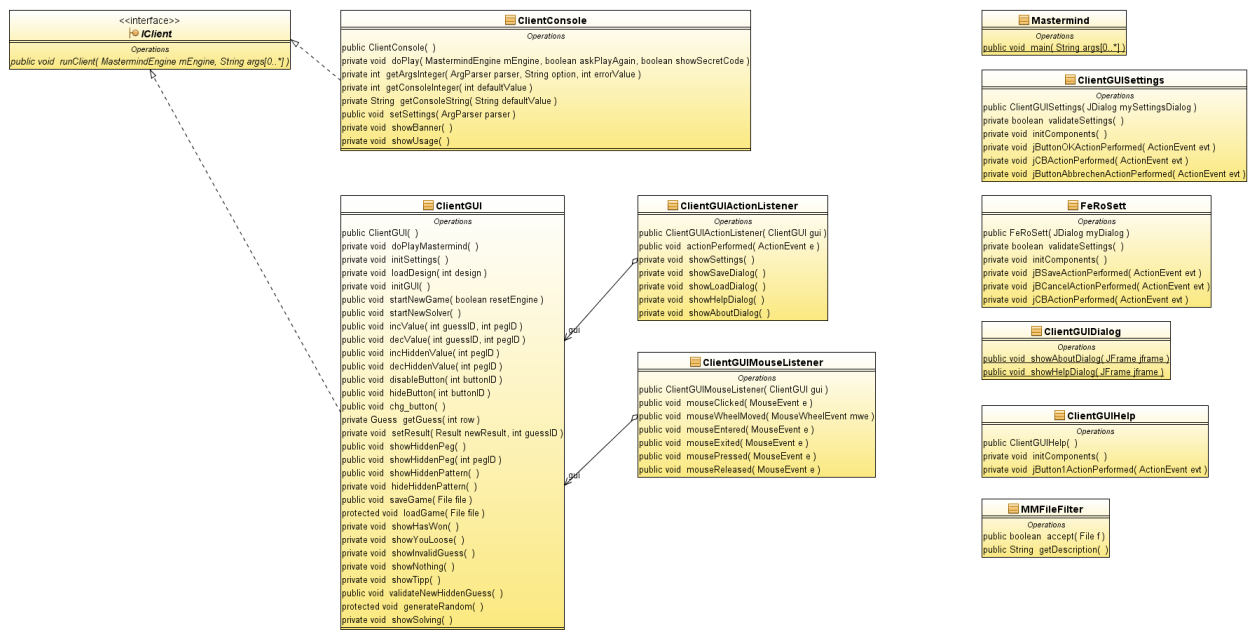 <<interface>>
IClient
Operations
public void runClient( MastermindEngine mEngine, String args[0..*] )
ClientConsole
Operations
public ClientConsole( )
private void doPlay( MastermindEngine mEngine, boolean askPlayAgain, boolean showSecretCode )
private int getArgsInteger( ArgParser parser, String option, int errorValue )
private int getConsoleInteger( int defaultValue )
private String getConsoleString( String defaultValue )
public void setSettings( ArgParser parser )
private void showBanner( )
private void showUsage( )
ClientGUI
Operations
public ClientGUI( )
private void doPlayMastermind( )
private void initSettings( )
private void loadDesign( int design )
private void initGUI( )
public void startNewGame( boolean resetEngine )
public void startNewSolver( )
public void incValue( int guessID, int pegID )
public void decValue( int guessID, int pegID )
public void incHiddenValue( int pegID )
public void decHiddenValue( int pegID )
public void disableButton( int buttonID )
public void hideButton( int buttonID )
public void chg_button( )
private Guess getGuess( int row )
private void setResult( Result newResult, int guessID )
public void showHiddenPeg( )
public void showHiddenPeg( int pegID )
public void showHiddenPattern( )
private void hideHiddenPattern( )
public void saveGame( File file )
protected void loadGame( File file )
private void showHasWon( )
private void showYouLoose( )
private void showInvalidGuess( )
private void showNothing( )
private void showTipp( )
public void validateNewHiddenGuess( )
protected void generateRandom( )
private void showSolving( )
ClientGUIActionListener
Operations
public ClientGUIActionListener( ClientGUI gui )
public void actionPerformed( ActionEvent e )
private void showSettings( )
private void showSaveDialog( )
private void showLoadDialog( )
private void showHelpDialog( )
private void showAboutDialog( )
gui
ClientGUIMouseListener
Operations
public ClientGUIMouseListener( ClientGUI gui )
public void mouseClicked( MouseEvent e )
public void mouseWheelMoved( MouseWheelEvent mwe )
public void mouseEntered( MouseEvent e )
public void mouseExited( MouseEvent e )
public void mousePressed( MouseEvent e )
public void mouseReleased( MouseEvent e )
gui
Mastermind
Operations
public void main( String args[0..*] )
ClientGUISettings
Operations
public ClientGUISettings( JDialog mySettingsDialog )
private boolean validateSettings( )
private void initComponents( )
private void jButtonOKActionPerformed( ActionEvent evt )
private void jCBActionPerformed( ActionEvent evt )
private void jButtonAbbrechenActionPerformed( ActionEvent evt )
FeRoSett
Operations
public FeRoSett( JDialog myDialog )
private boolean validateSettings( )
private void initComponents( )
private void jBSaveActionPerformed( ActionEvent evt )
private void jBCancelActionPerformed( ActionEvent evt )
private void jCBActionPerformed( ActionEvent evt )
ClientGUIDialog
Operations
public void showAboutDialog( JFrame jframe )
public void showHelpDialog( JFrame jframe )
ClientGUIHelp
Operations
public ClientGUIHelp( )
private void initComponents( )
private void jButton1ActionPerformed( ActionEvent evt )
MMFileFilter
Operations
public boolean accept( File f )
public String getDescription( )